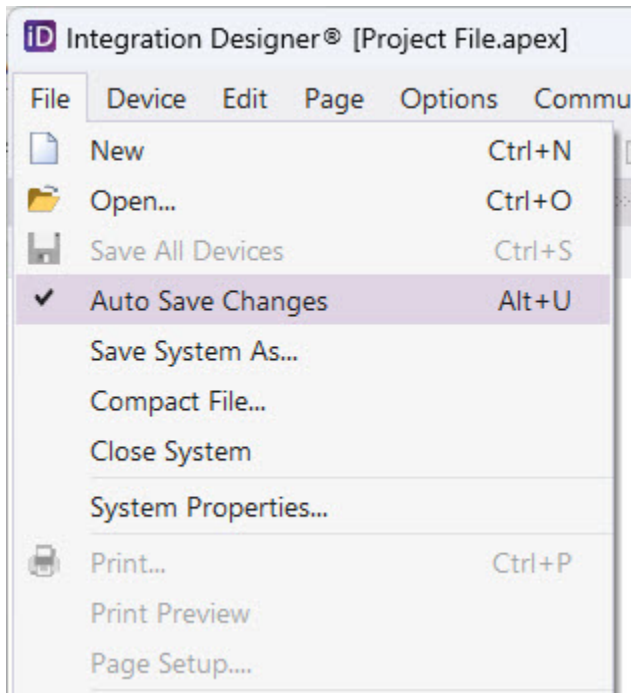 iD Integration Designer® [Project File.apex]
File Device Edit Page Options Commu
New Ctrl+N
Open... Ctrl+O
Save All Devices Ctrl+S
Auto Save Changes Alt+U
Save System As...
Compact File...
Close System
System Properties...
Print... Ctrl+P
Print Preview
Page Setup....